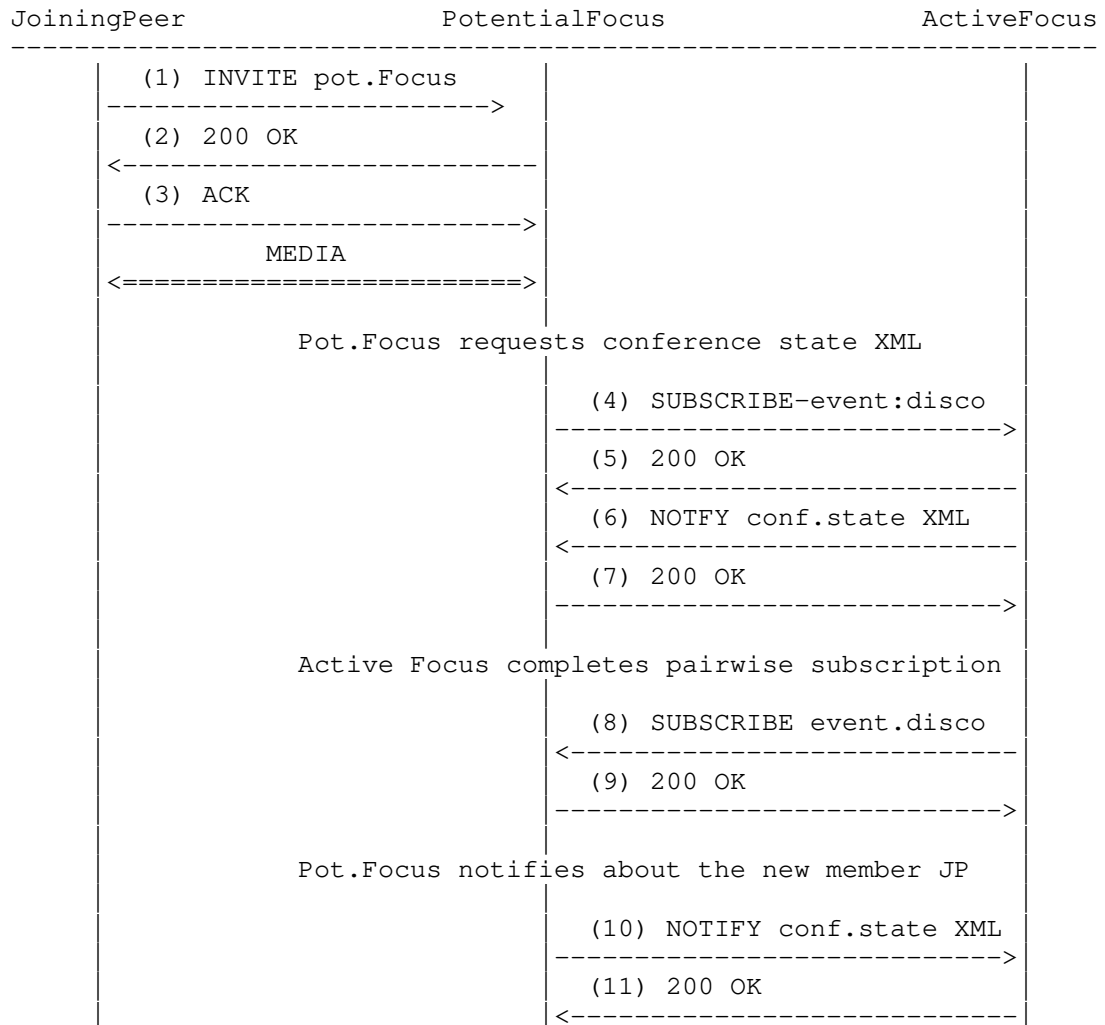 JoiningPeer PotentialFocus ActiveFocus
(1) INVITE pot.Focus
(2) 200 OK
(3) ACK
MEDIA
Pot.Focus requests conference state XML
(4) SUBSCRIBE-event:disco
(5) 200 OK
(6) NOTFY conf.state XML
(7) 200 OK
Active Focus completes pairwise subscription
(8) SUBSCRIBE event.disco
(9) 200 OK
Pot.Focus notifies about the new member JP
(10) NOTIFY conf.state XML
(11) 200 OK